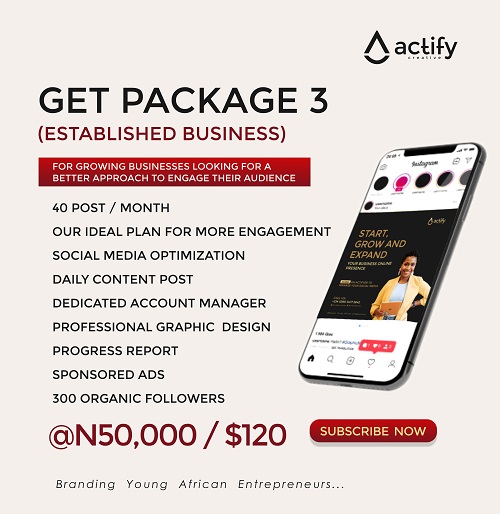 actify
creative
GET PACKAGE 3
(ESTABLISHED BUSINESS)
FOR GROWING BUSINESSES LOOKING FOR A
BETTER APPROACH TO ENGAGE THEIR AUDIENCE
40 POST / MONTH
OUR IDEAL PLAN FOR MORE ENGAGEMENT
SOCIAL MEDIA OPTIMIZATION
DAILY CONTENT POST
DEDICATED ACCOUNT MANAGER
PROFESSIONAL GRAPHIC DESIGN
PROGRESS REPORT
SPONSORED ADS
300 ORGANIC FOLLOWERS
@N50,000 / $120
Instagram
actify
START,
GROW AND
EXPAND
YOUR BUSINESS ONLINE
PRESENCE
SUBSCRIBE NOW
Branding Young African Entrepreneurs...